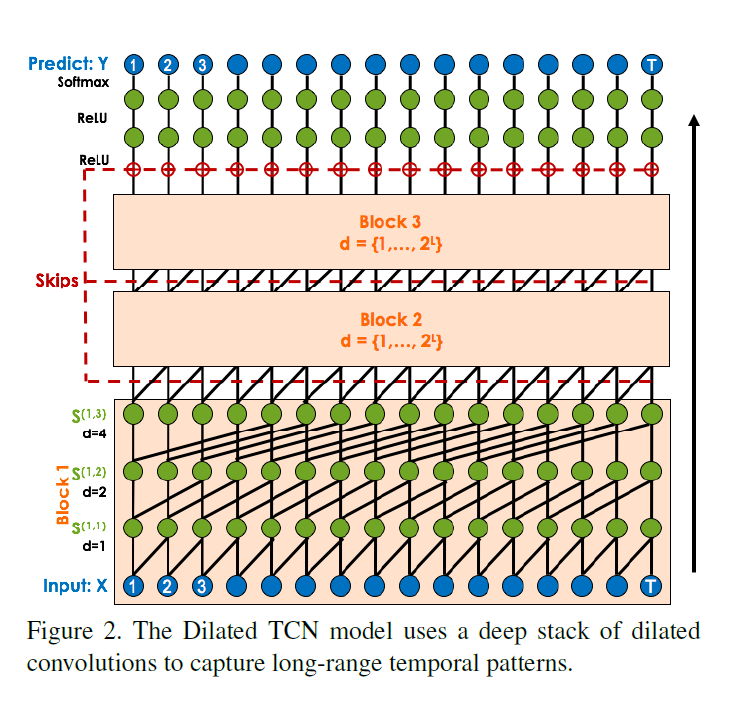 Predict: Y
1 2 3 T
Softmax
ReLU
ReLU
Block 3
d = {1,..., 2ᴸ}
Skips
Block 2
d = {1,..., 2ᴸ}
S⁽¹,³⁾
d=4
Block 1
S⁽¹,²⁾
d=2
S⁽¹,¹⁾
d=1
Input: X
1 2 3 T
Figure 2. The Dilated TCN model uses a deep stack of dilated
convolutions to capture long-range temporal patterns.